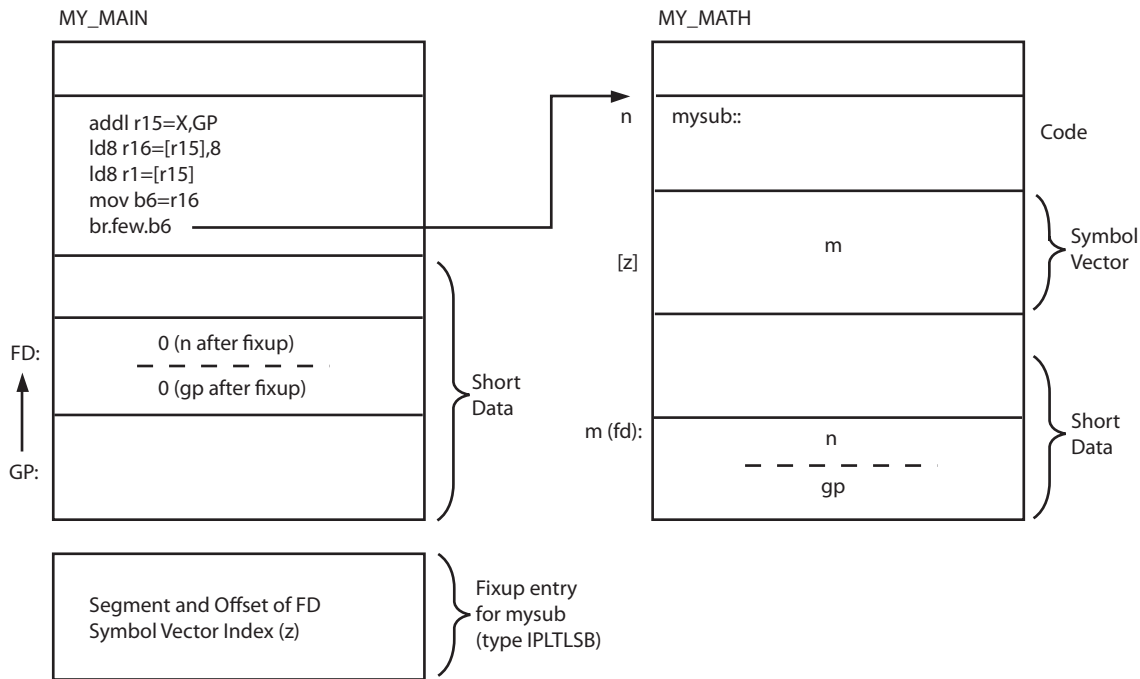 MY_MAIN
addl r15=X,GP
ld8 r16=[r15],8
ld8 r1=[r15]
mov b6=r16
br.few.b6
FD:
0 (n after fixup)
0 (gp after fixup)
GP:
Short
Data
Segment and Offset of FD
Symbol Vector Index (z)
Fixup entry
for mysub
(type IPLTLSB)
MY_MATH
n
mysub::
Code
[z]
m
Symbol
Vector
m (fd):
n
gp
Short
Data